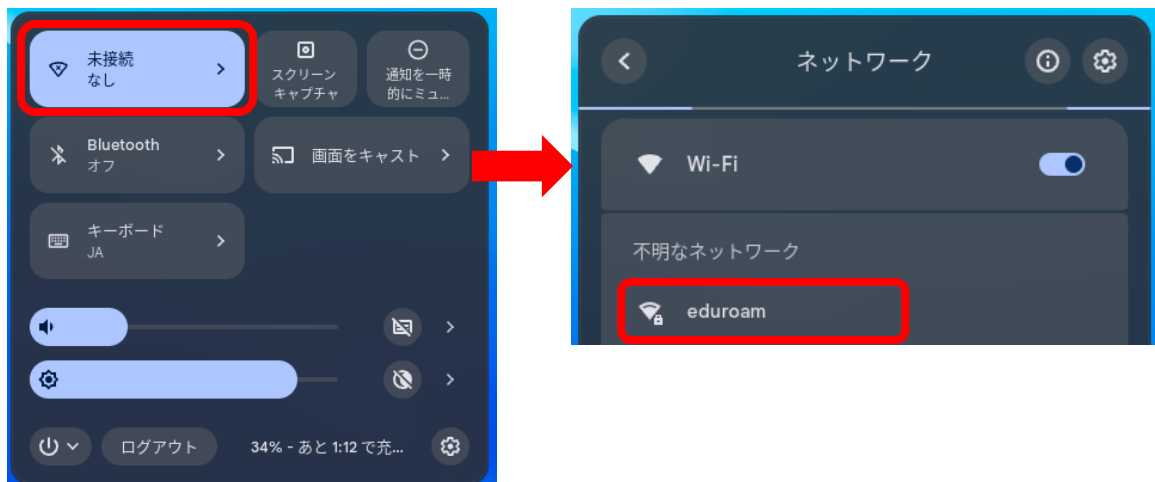 未接続
なし
スクリーン
キャプチャ
通知を一時
的にミュ...
Bluetooth
オフ
画面をキャスト
キーボード
JA
ログアウト
34% - あと 1:12 で充...
ネットワーク
Wi-Fi
不明なネットワーク
eduroam